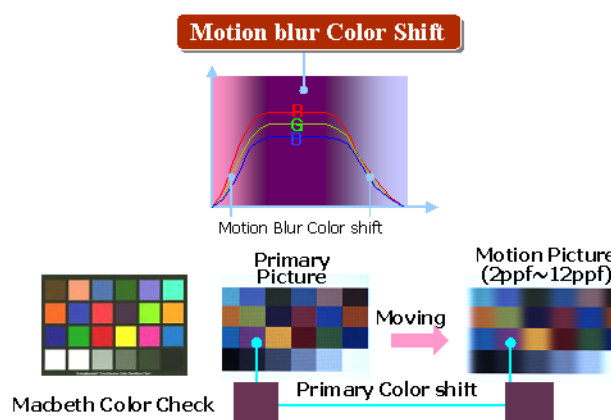 Motion blur Color Shift
R
G
B
Motion Blur Color shift
Primary
Picture
Motion Picture
(2ppf~12ppf)
Moving
Macbeth Color Check
Primary Color shift